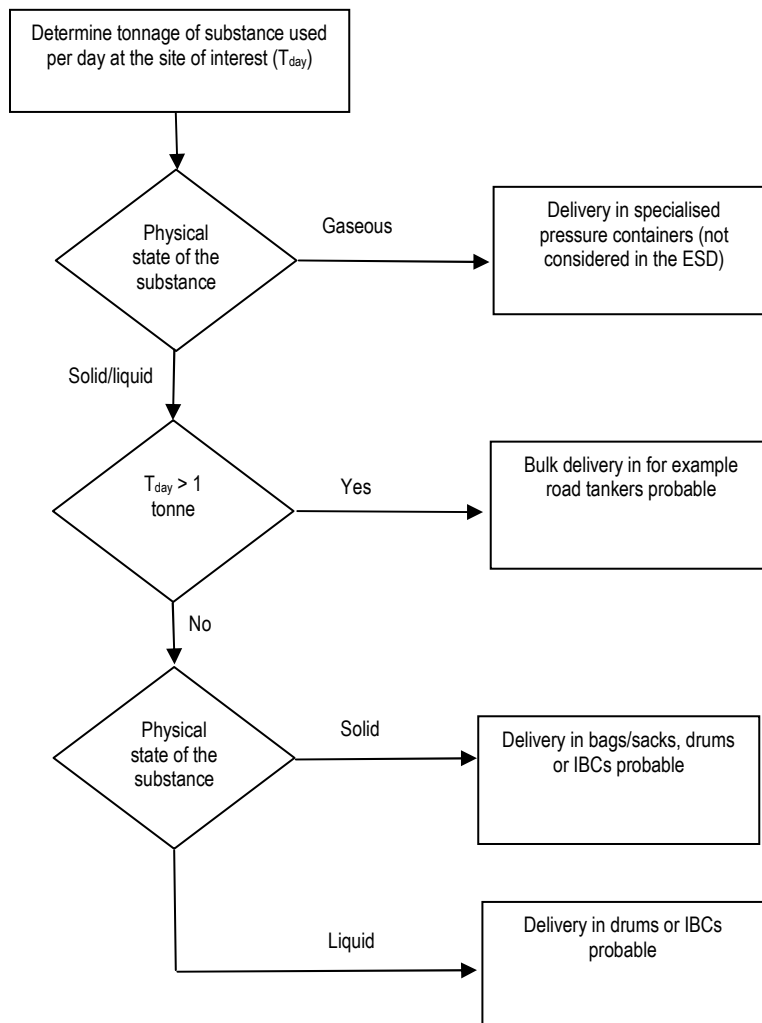 Determine tonnage of substance used
per day at the site of interest (Tday)
Physical
state of the
substance
Gaseous
Delivery in specialised
pressure containers (not
considered in the ESD)
Solid/liquid
Tday > 1
tonne
Yes
Bulk delivery in for example
road tankers probable
No
Physical
state of the
substance
Solid
Delivery in bags/sacks, drums
or IBCs probable
Liquid
Delivery in drums or IBCs
probable